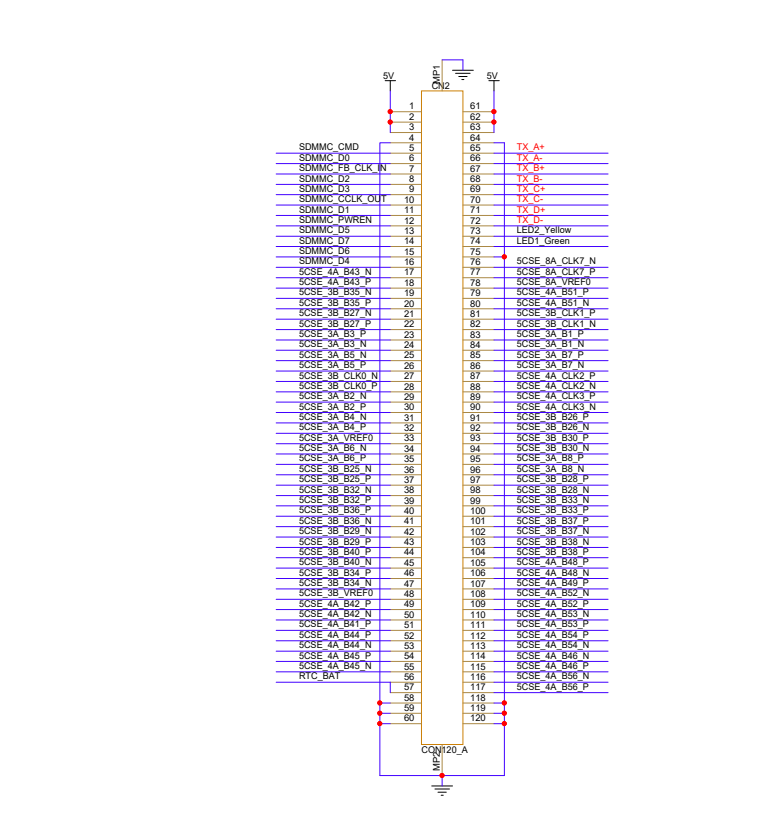 MP1
5V 5V
CN2
1 61
2 62
3 63
4 64
SDMMC_CMD 5 65 TX_A+
SDMMC_D0 6 66 TX_A-
SDMMC_FB_CLK_IN 7 67 TX_B+
SDMMC_D2 8 68 TX_B-
SDMMC_D3 9 69 TX_C+
SDMMC_CCLK_OUT 10 70 TX_C-
SDMMC_D1 11 71 TX_D+
SDMMC_PWREN 12 72 TX_D-
SDMMC_D5 13 73 LED2_Yellow
SDMMC_D7 14 74 LED1_Green
SDMMC_D6 15 75
SDMMC_D4 16 76 5CSE_8A_CLK7_N
5CSE_4A_B43_N 17 77 5CSE_8A_CLK7_P
5CSE_4A_B43_P 18 78 5CSE_8A_VREF0
5CSE_3B_B35_N 19 79 5CSE_4A_B51_P
5CSE_3B_B35_P 20 80 5CSE_4A_B51_N
5CSE_3B_B27_N 21 81 5CSE_3B_CLK1_P
5CSE_3B_B27_P 22 82 5CSE_3B_CLK1_N
5CSE_3A_B3_P 23 83 5CSE_3A_B1_P
5CSE_3A_B3_N 24 84 5CSE_3A_B1_N
5CSE_3A_B5_N 25 85 5CSE_3A_B7_P
5CSE_3A_B5_P 26 86 5CSE_3A_B7_N
5CSE_3B_CLK0_N 27 87 5CSE_4A_CLK2_P
5CSE_3B_CLK0_P 28 88 5CSE_4A_CLK2_N
5CSE_3A_B2_N 29 89 5CSE_4A_CLK3_P
5CSE_3A_B2_P 30 90 5CSE_4A_CLK3_N
5CSE_3A_B4_N 31 91 5CSE_3B_B26_P
5CSE_3A_B4_P 32 92 5CSE_3B_B26_N
5CSE_3A_VREF0 33 93 5CSE_3B_B30_P
5CSE_3A_B6_N 34 94 5CSE_3B_B30_N
5CSE_3A_B6_P 35 95 5CSE_3A_B8_P
5CSE_3B_B25_N 36 96 5CSE_3A_B8_N
5CSE_3B_B25_P 37 97 5CSE_3B_B28_P
5CSE_3B_B32_N 38 98 5CSE_3B_B28_N
5CSE_3B_B32_P 39 99 5CSE_3B_B33_N
5CSE_3B_B36_P 40 100 5CSE_3B_B33_P
5CSE_3B_B36_N 41 101 5CSE_3B_B37_P
5CSE_3B_B29_N 42 102 5CSE_3B_B37_N
5CSE_3B_B29_P 43 103 5CSE_3B_B38_N
5CSE_3B_B40_P 44 104 5CSE_3B_B38_P
5CSE_3B_B40_N 45 105 5CSE_4A_B48_P
5CSE_3B_B34_P 46 106 5CSE_4A_B48_N
5CSE_3B_B34_N 47 107 5CSE_4A_B49_P
5CSE_3B_VREF0 48 108 5CSE_4A_B52_N
5CSE_4A_B42_P 49 109 5CSE_4A_B52_P
5CSE_4A_B42_N 50 110 5CSE_4A_B53_N
5CSE_4A_B41_P 51 111 5CSE_4A_B53_P
5CSE_4A_B44_P 52 112 5CSE_4A_B54_P
5CSE_4A_B44_N 53 113 5CSE_4A_B54_N
5CSE_4A_B45_P 54 114 5CSE_4A_B46_N
5CSE_4A_B45_N 55 115 5CSE_4A_B46_P
RTC_BAT 56 116 5CSE_4A_B56_N
57 117 5CSE_4A_B56_P
58 118
59 119
60 120
CON120_A
MP2